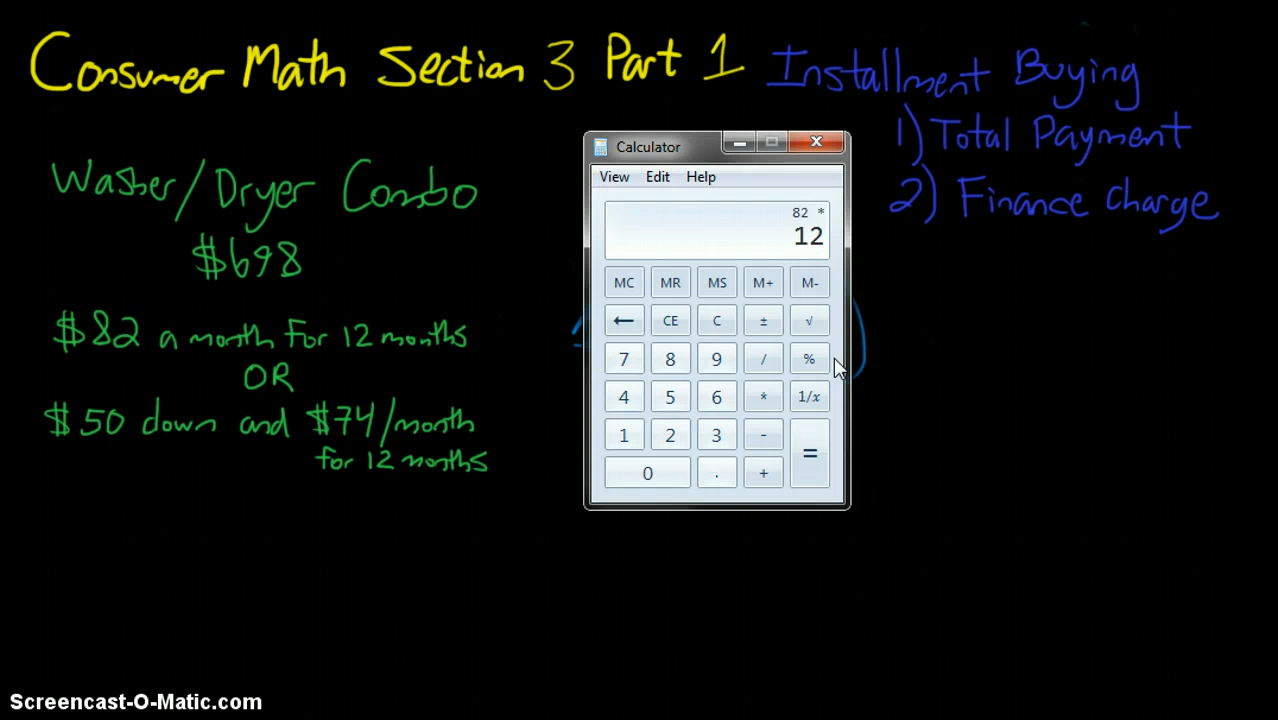 Consumer Math Section 3 Part 1
Installment Buying
1) Total Payment
2) Finance Charge
Washer/Dryer Combo
$698
$82 a month for 12 months
OR
$50 down and $74/month
for 12 months
Calculator
View Edit Help
82 *
12
MC MR MS M+ M-
← CE C ± √
7 8 9 / %
4 5 6 * 1/x
1 2 3 - =
0 . +
Screencast-O-Matic.com